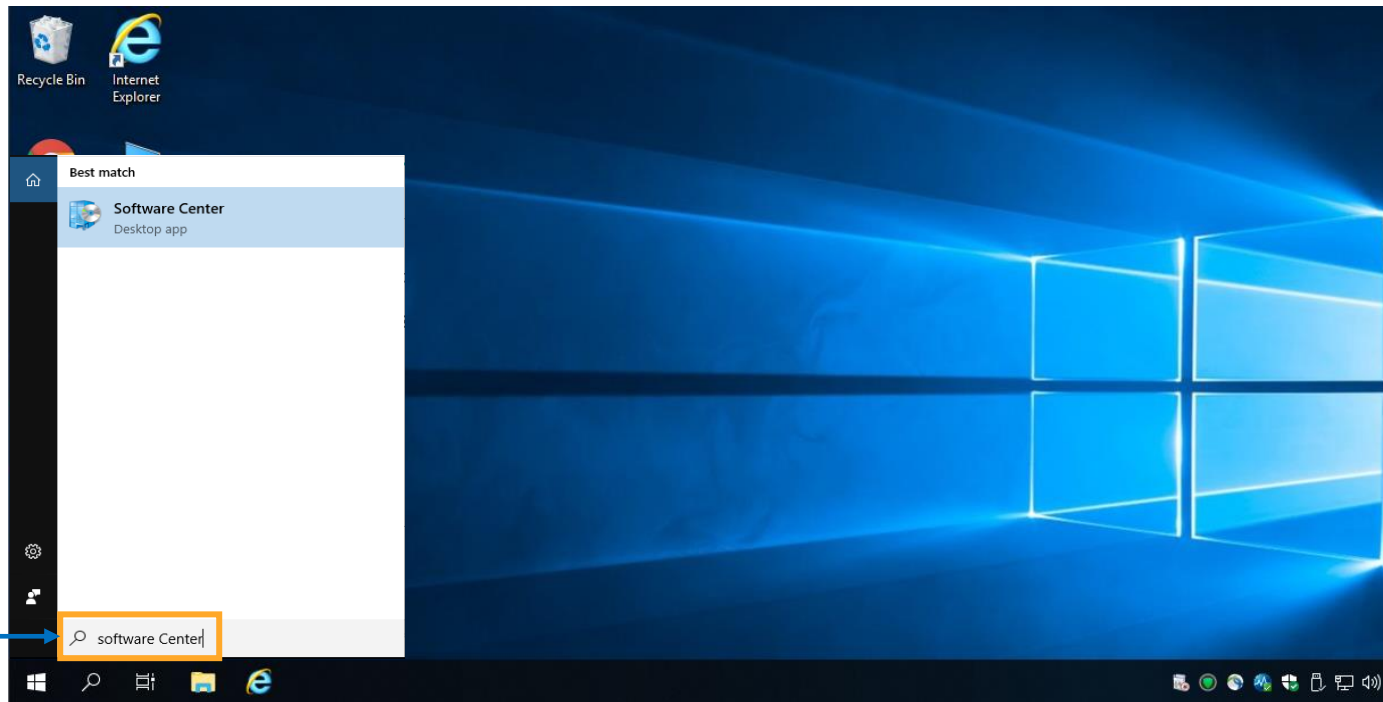 Recycle Bin
Internet
Explorer
Best match
Software Center
Desktop app
software Center